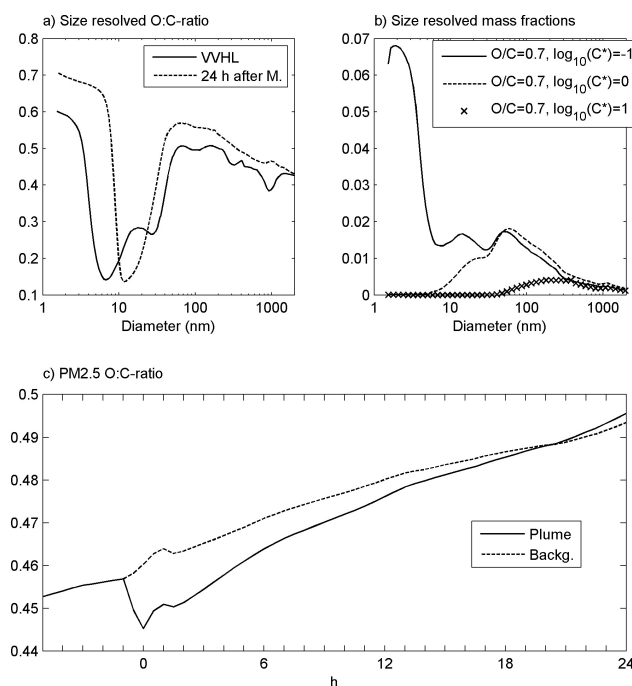 a) Size resolved O:C-ratio
0.8
0.7
0.6
0.5
0.4
0.3
0.2
0.1
1
10
100
1000
Diameter (nm)
VVHL
24 h after M.
b) Size resolved mass fractions
0.07
0.06
0.05
0.04
0.03
0.02
0.01
0
1
10
100
1000
Diameter (nm)
O/C=0.7, log10(C*)=-1
O/C=0.7, log10(C*)=0
O/C=0.7, log10(C*)=1
c) PM2.5 O:C-ratio
0.5
0.49
0.48
0.47
0.46
0.45
0.44
0
6
12
18
24
h
Plume
Backg.